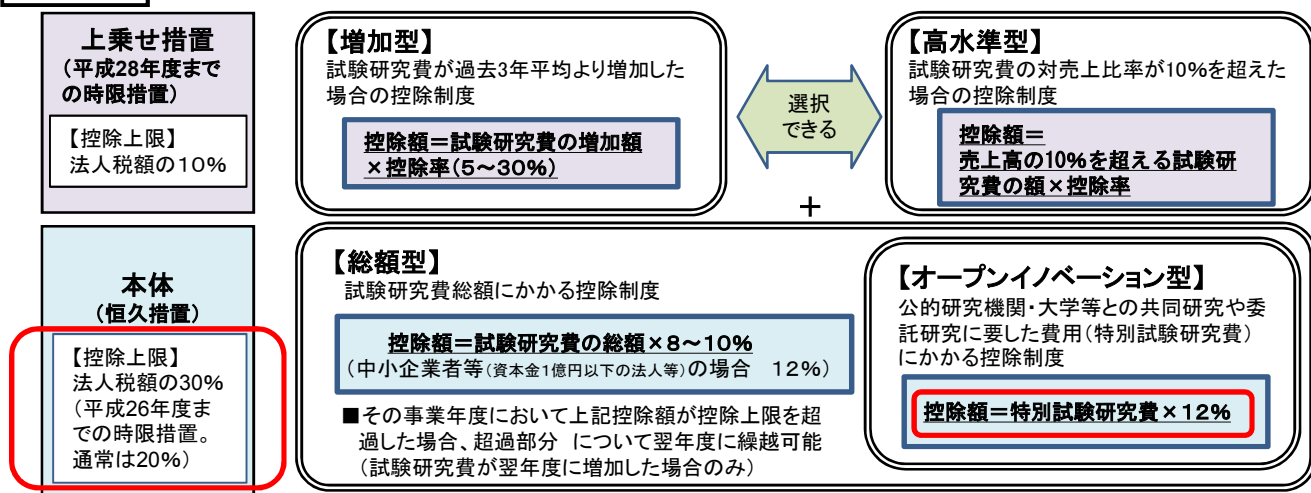 上乗せ措置
(平成28年度まで
の時限措置)
【控除上限】
法人税額の10%
【増加型】
試験研究費が過去3年平均より増加した
場合の控除制度
控除額=試験研究費の増加額
×控除率(5~30%)
選択
できる
【高水準型】
試験研究費の対売上比率が10%を超えた
場合の控除制度
控除額=
売上高の10%を超える試験研
究費の額×控除率
+
本体
(恒久措置)
【控除上限】
法人税額の30%
(平成26年度ま
での時限措置。
通常は20%)
【総額型】
試験研究費総額にかかる控除制度
控除額=試験研究費の総額×8~10%
(中小企業者等(資本金1億円以下の法人等)の場合 12%)
■その事業年度において上記控除額が控除上限を超
過した場合、超過部分 について翌年度に繰越可能
(試験研究費が翌年度に増加した場合のみ)
【オープンイノベーション型】
公的研究機関・大学等との共同研究や委
託研究に要した費用(特別試験研究費)
にかかる控除制度
控除額=特別試験研究費×12%